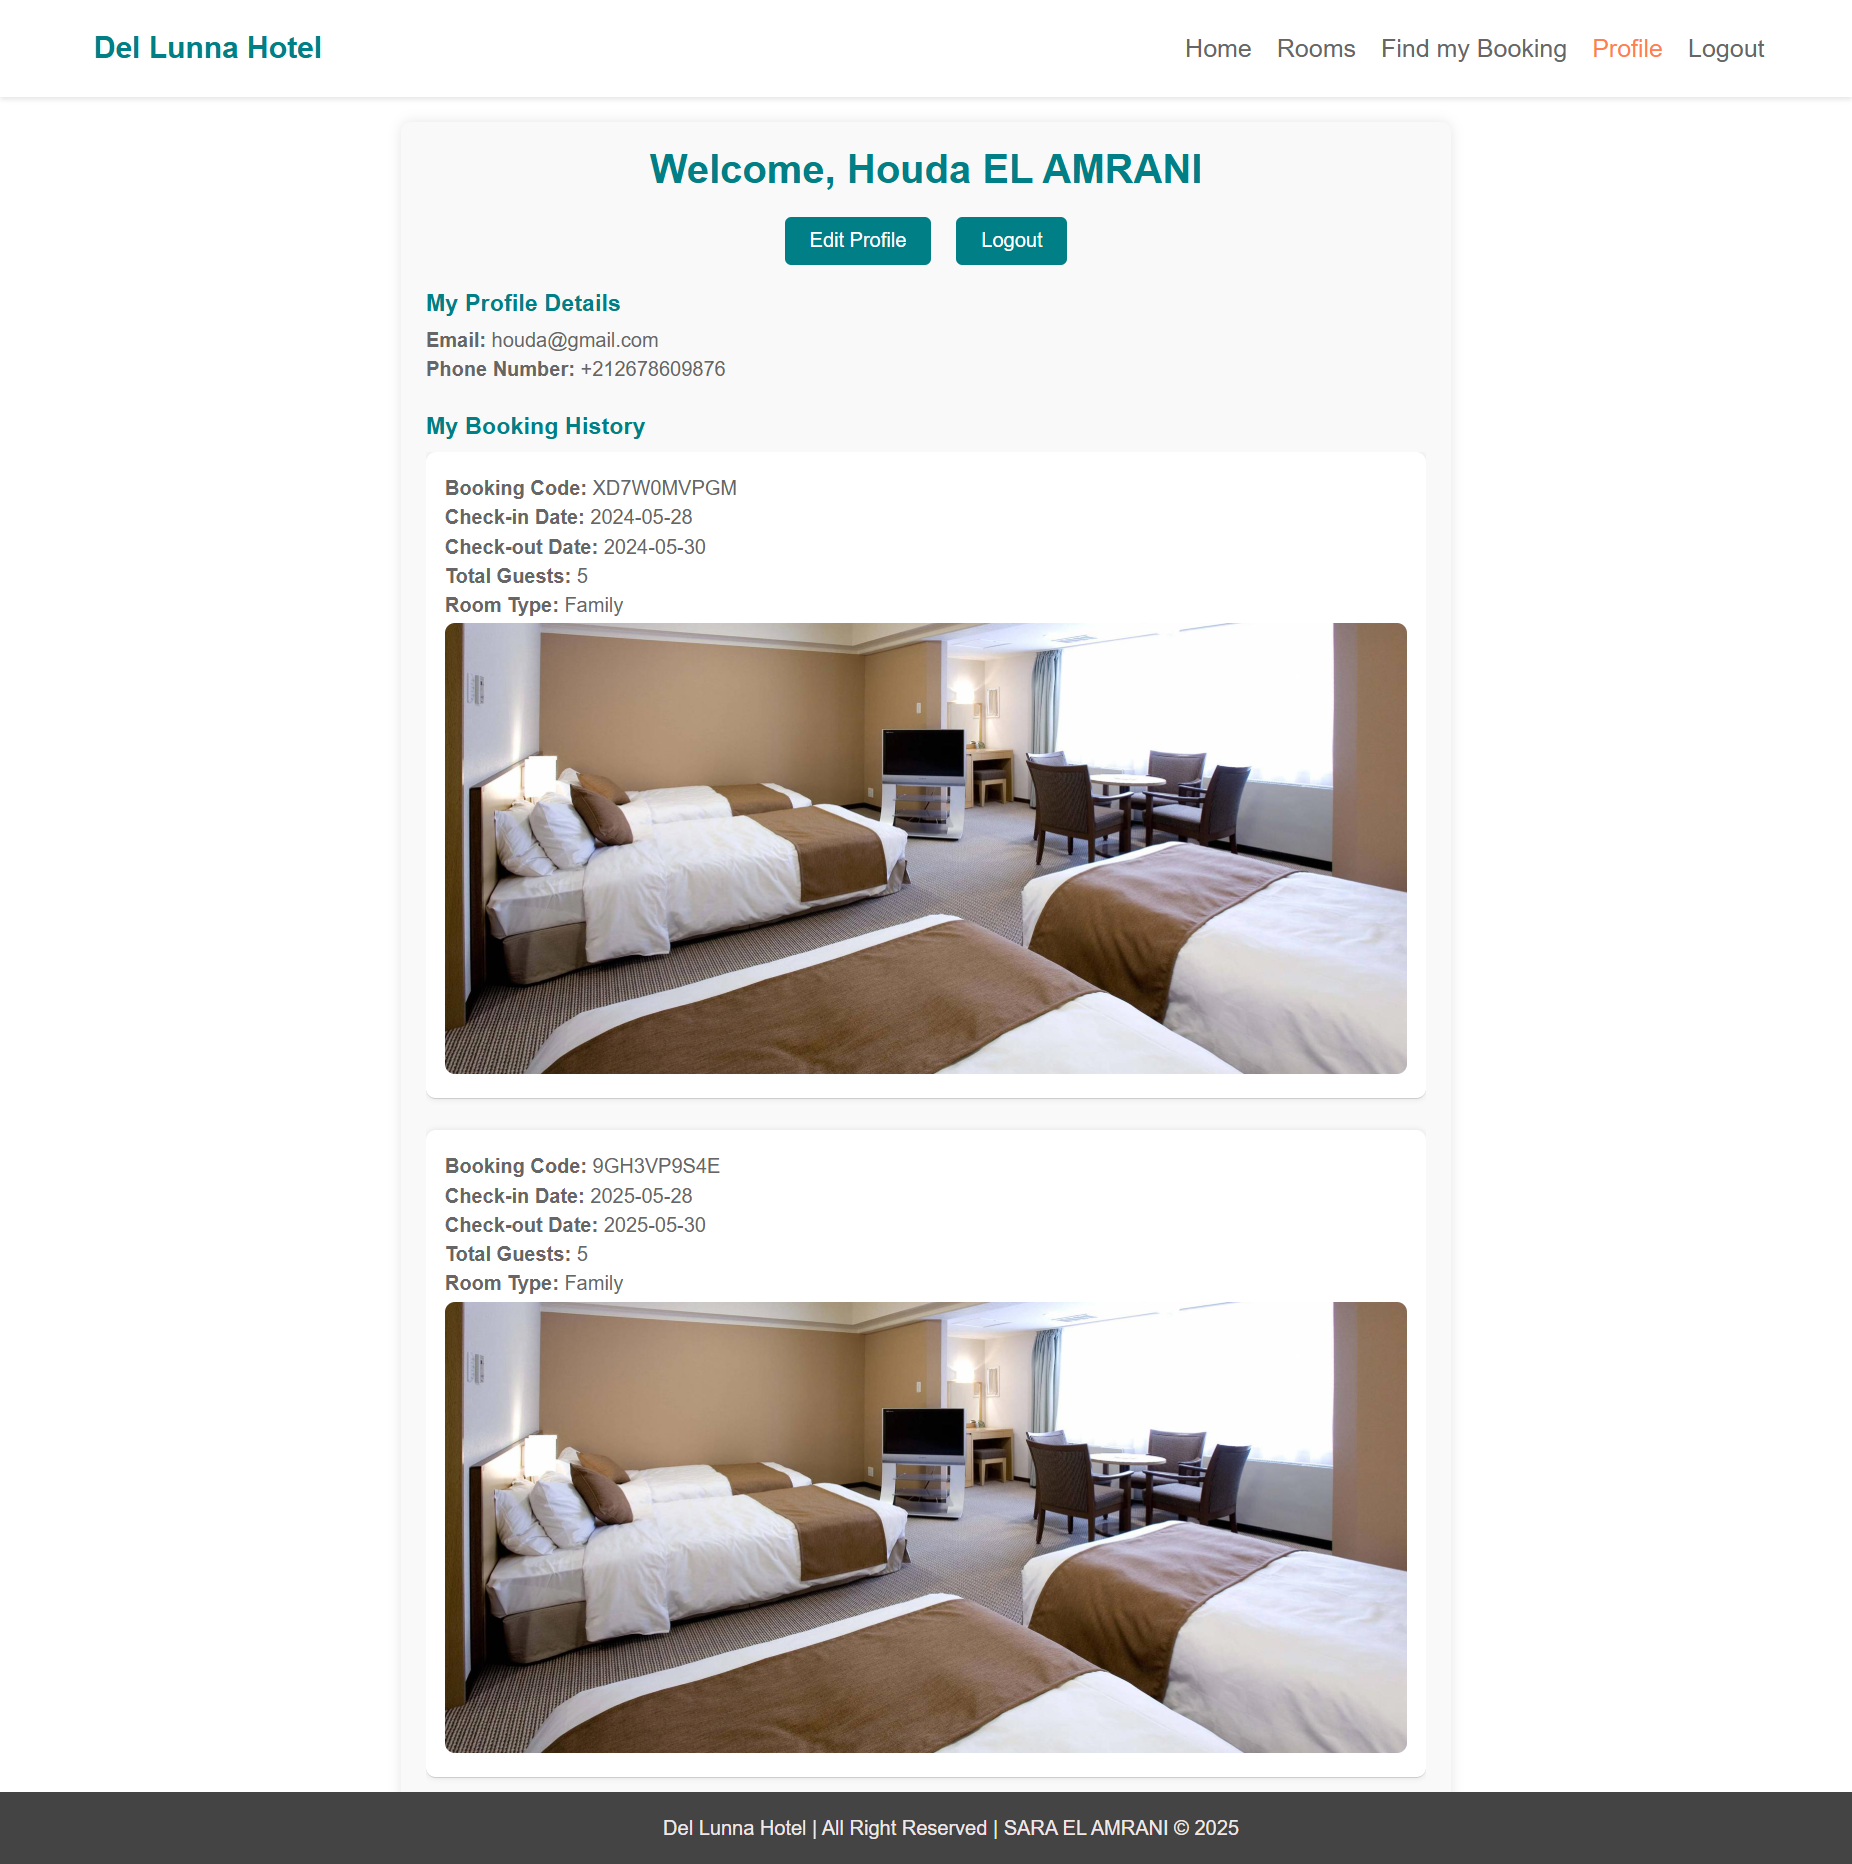 Del Lunna Hotel
Home Rooms Find my Booking Profile Logout
Welcome, Houda EL AMRANI
Edit Profile Logout
My Profile Details
Email: houda@gmail.com
Phone Number: +212678609876
My Booking History
Booking Code: XD7W0MVPGM
Check-in Date: 2024-05-28
Check-out Date: 2024-05-30
Total Guests: 5
Room Type: Family
Booking Code: 9GH3VP9S4E
Check-in Date: 2025-05-28
Check-out Date: 2025-05-30
Total Guests: 5
Room Type: Family
Del Lunna Hotel | All Right Reserved | SARA EL AMRANI © 2025